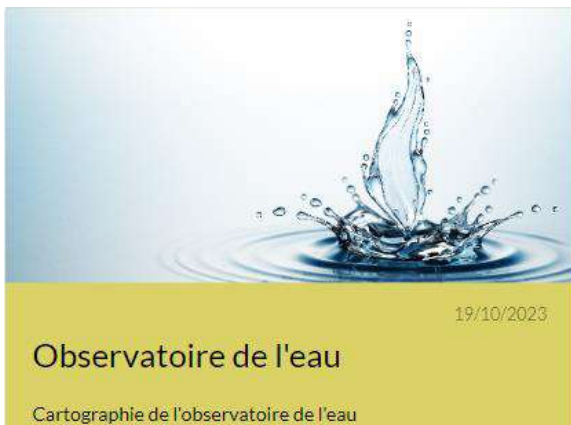 19/10/2023
Observatoire de l'eau
Cartographie de l'observatoire de l'eau